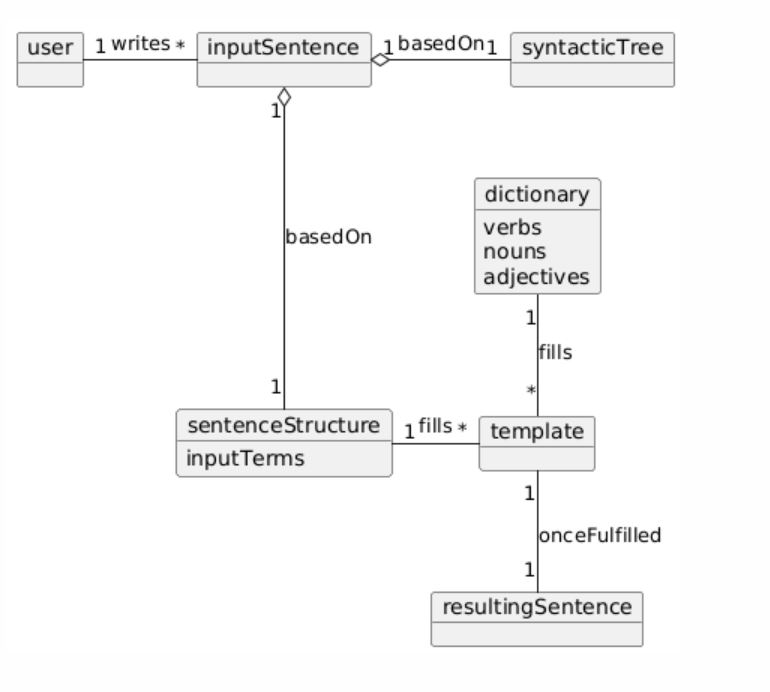 user
1 writes *
inputSentence
1 basedOn 1
syntacticTree
1
basedOn
1
dictionary
verbs
nouns
adjectives
1
fills
*
sentenceStructure
inputTerms
1 fills *
template
1
onceFulfilled
1
resultingSentence